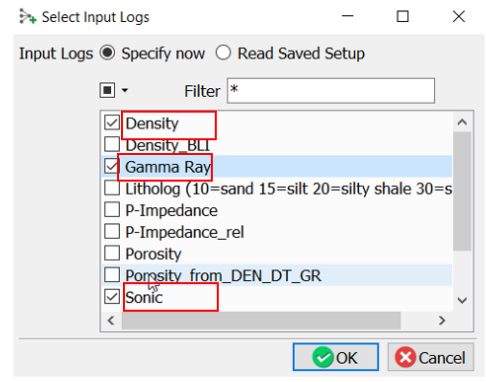 Select Input Logs
Input Logs Specify now Read Saved Setup
Filter *
Density
Density_BLI
Gamma Ray
Litholog (10=sand 15=silt 20=silty shale 30=s
P-Impedance
P-Impedance_rel
Porosity
Porosity_from_DEN_DT_GR
Sonic
OK Cancel